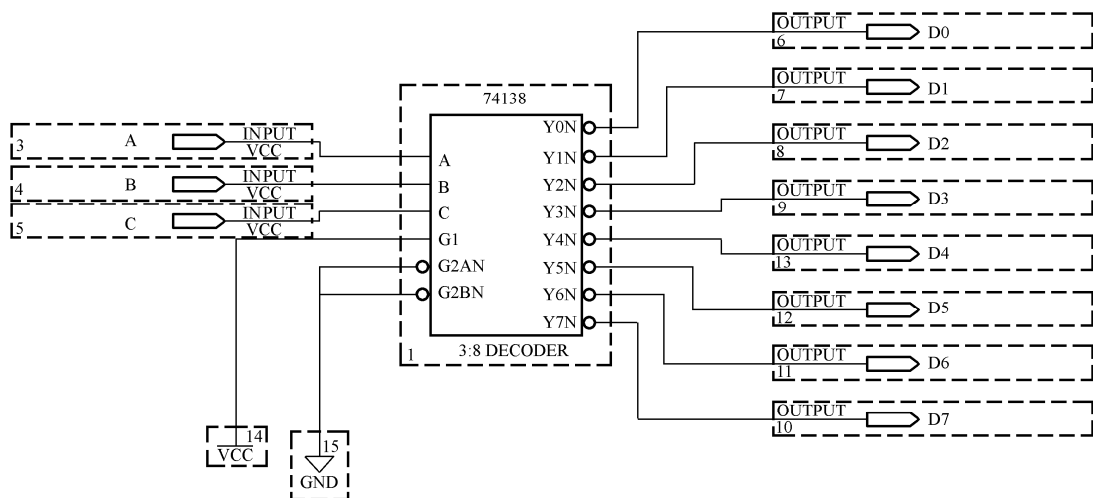 OUTPUT
6
D0
OUTPUT
7
D1
OUTPUT
8
D2
OUTPUT
9
D3
OUTPUT
13
D4
OUTPUT
12
D5
OUTPUT
11
D6
OUTPUT
10
D7
74138
3
A
INPUT
VCC
4
B
INPUT
VCC
5
C
INPUT
VCC
A
B
C
G1
G2AN
G2BN
Y0N
Y1N
Y2N
Y3N
Y4N
Y5N
Y6N
Y7N
1
3:8 DECODER
14
VCC
15
GND